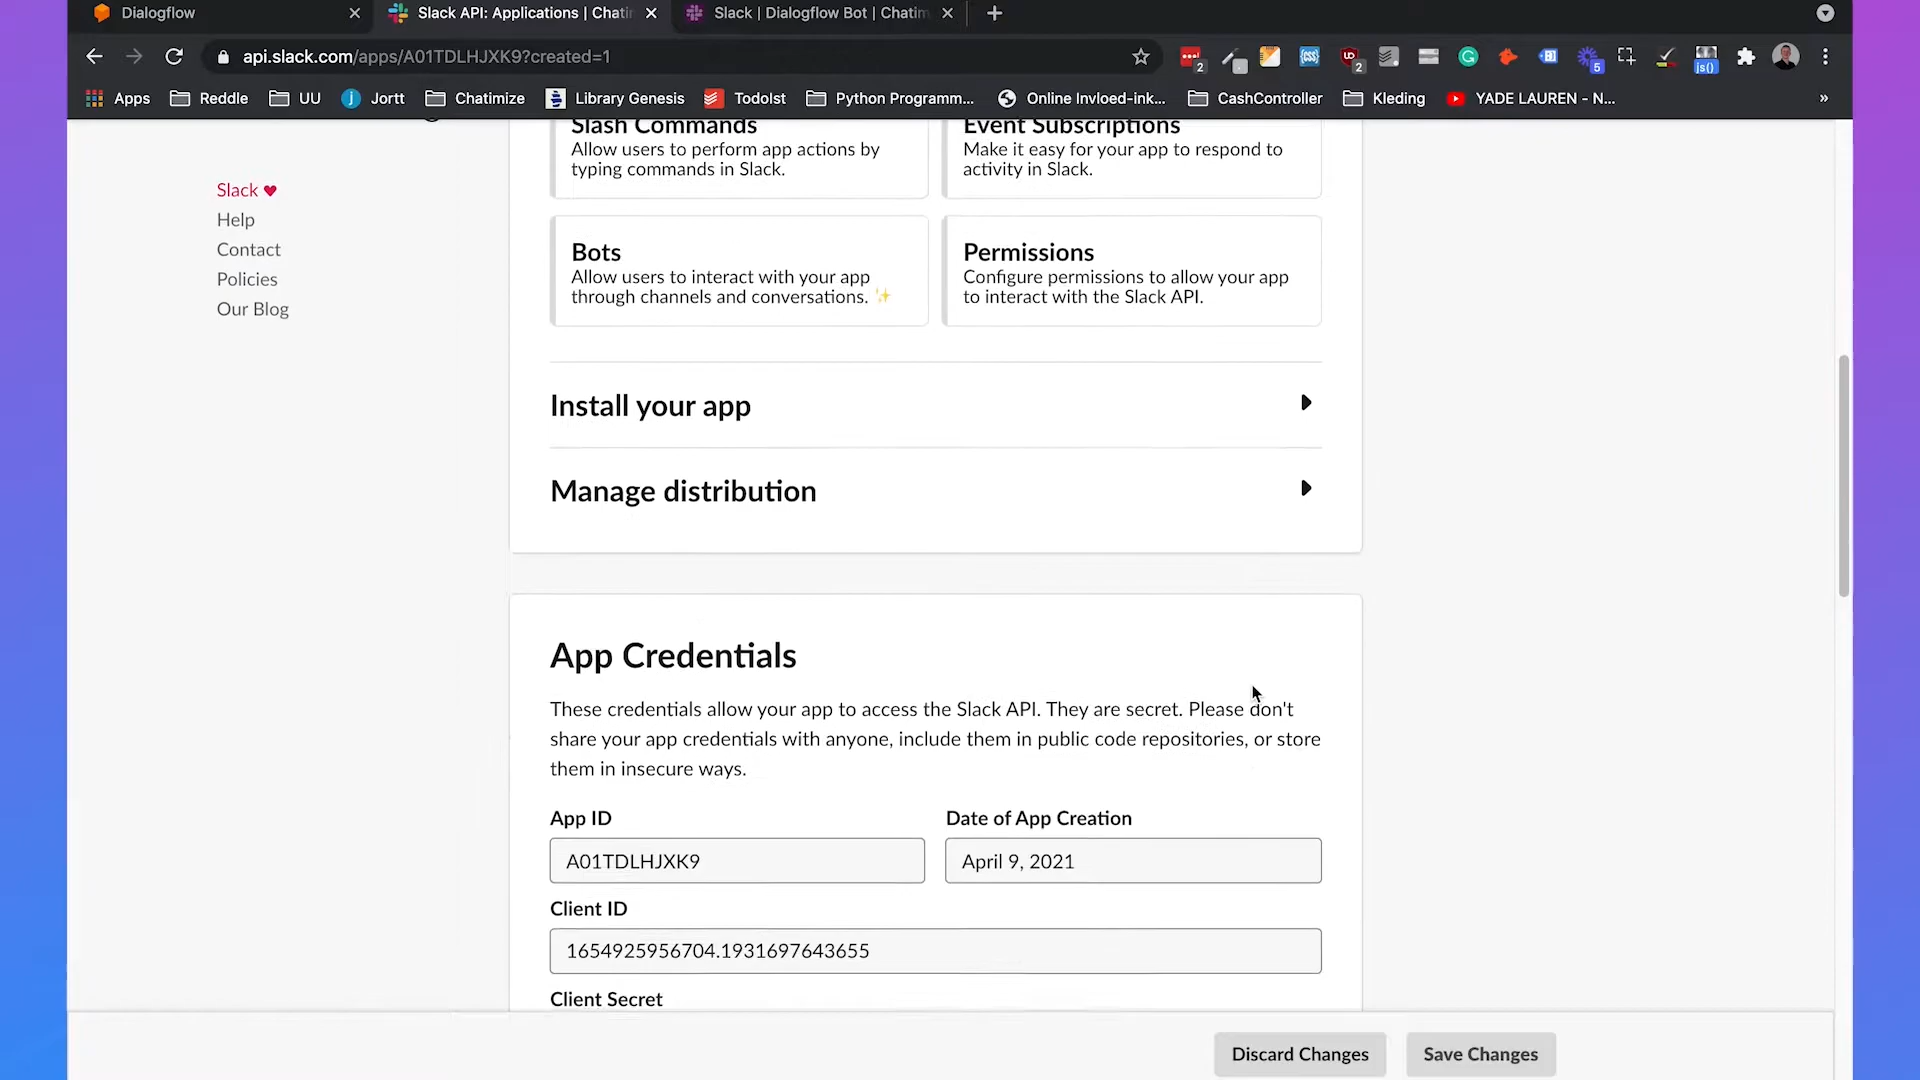 Dialogflow
Slack API: Applications | Chati
Slack | Dialogflow Bot | Chatim
api.slack.com/apps/A01TDLHJXK9?created=1
2
2
5
js()
Apps
Reddle
UU
Jortt
Chatimize
Library Genesis
TodoIst
Python Programm...
Online Invloed-ink...
CashController
Kleding
YADE LAUREN - N...
»
Slack
Help
Contact
Policies
Our Blog
Slash Commands
Allow users to perform app actions by
typing commands in Slack.
Event Subscriptions
Make it easy for your app to respond to
activity in Slack.
Bots
Allow users to interact with your app
through channels and conversations.
Permissions
Configure permissions to allow your app
to interact with the Slack API.
Install your app
Manage distribution
App Credentials
These credentials allow your app to access the Slack API. They are secret. Please don't
share your app credentials with anyone, include them in public code repositories, or store
them in insecure ways.
App ID
Date of App Creation
A01TDLHJXK9
April 9, 2021
Client ID
1654925956704.1931697643655
Client Secret
Discard Changes
Save Changes